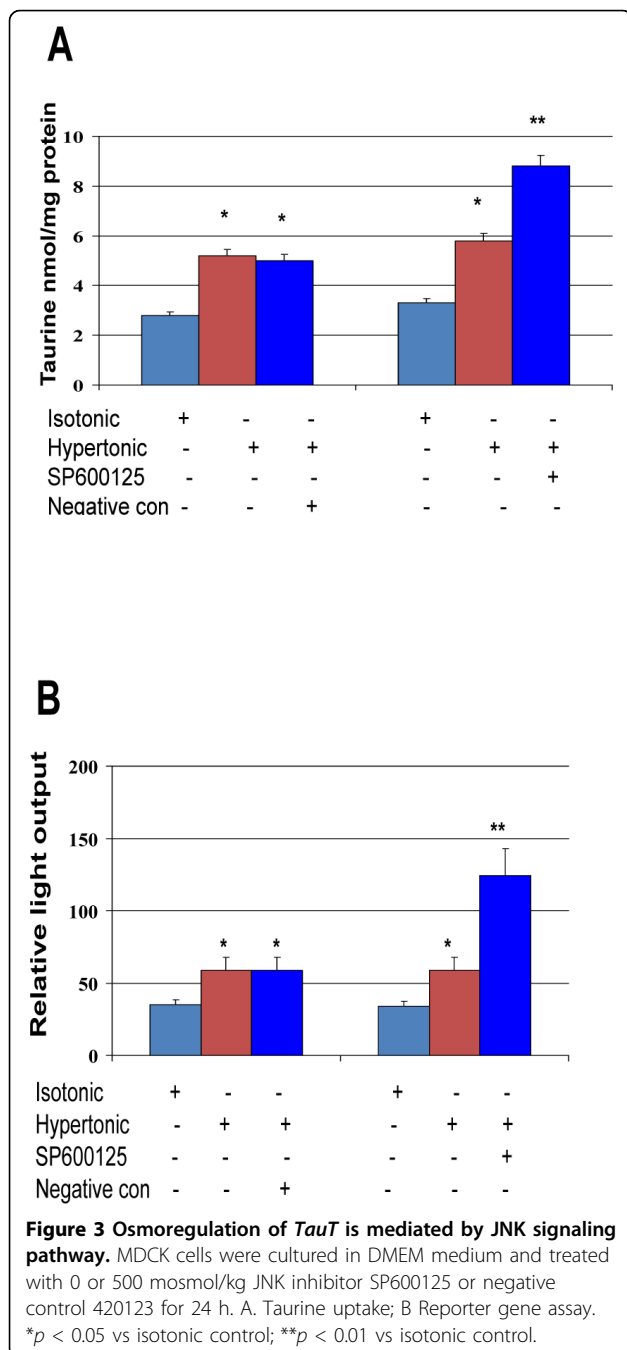 A
Taurine nmol/mg protein
10
8
6
4
2
0
* * * **
Isotonic + - - + - -
Hypertonic - + + - + +
SP600125 - - - - - +
Negative con - - + - - -
B
Relative light output
200
150
100
50
0
* * * **
Isotonic + - - + - -
Hypertonic - + + - + +
SP600125 - - - - - +
Negative con - - + - - -
Figure 3 Osmoregulation of TauT is mediated by JNK signaling
pathway. MDCK cells were cultured in DMEM medium and treated
with 0 or 500 mosmol/kg JNK inhibitor SP600125 or negative
control 420123 for 24 h. A. Taurine uptake; B Reporter gene assay.
*p < 0.05 vs isotonic control; **p < 0.01 vs isotonic control.